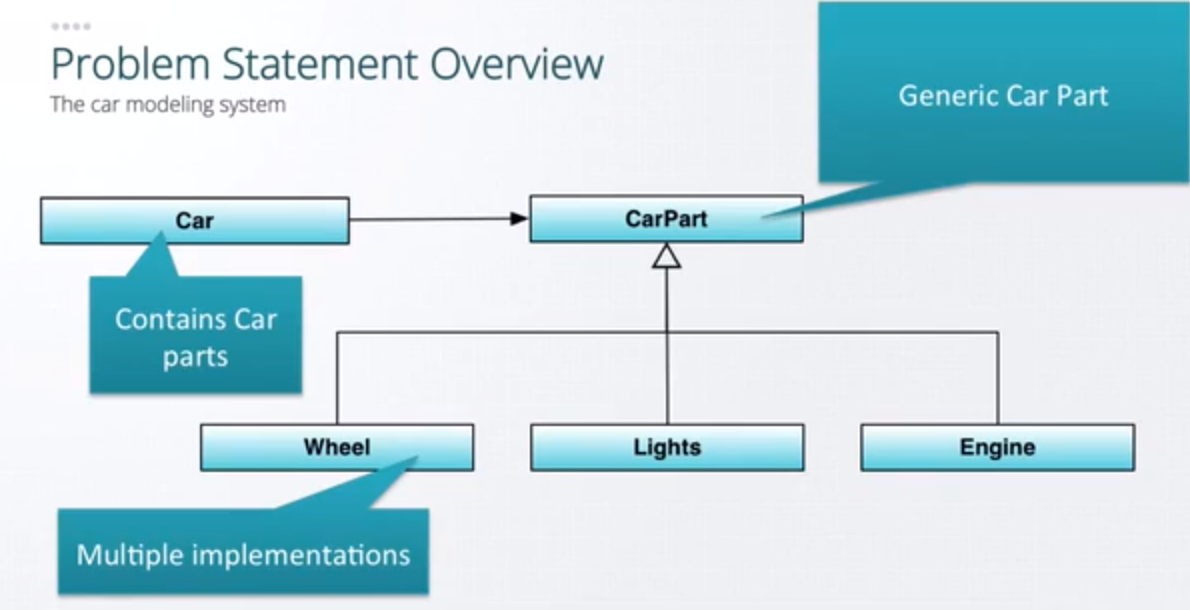 Problem Statement Overview
The car modeling system
Generic Car Part
Car
CarPart
Contains Car
parts
Wheel
Lights
Engine
Multiple implementations